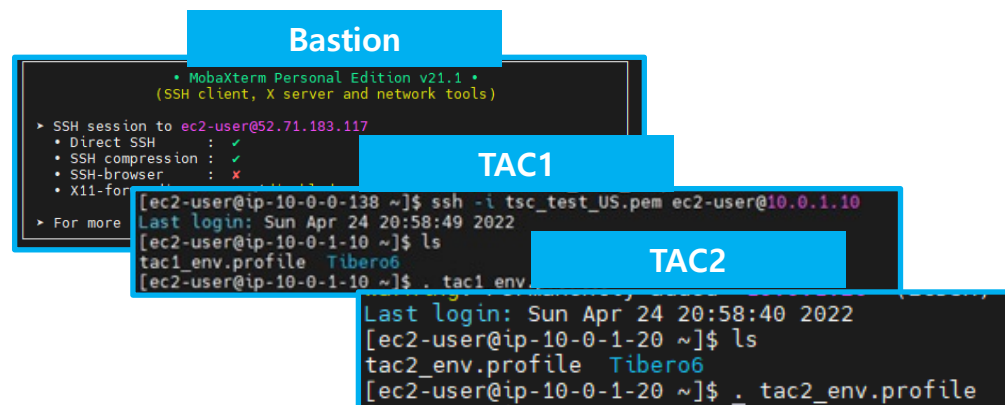 Bastion
• MobaXterm Personal Edition v21.1 •
(SSH client, X server and network tools)
➤ SSH session to ec2-user@52.71.183.117
• Direct SSH : ✔
• SSH compression : ✔
• SSH-browser : ✘
➤ For more
TAC1
[ec2-user@ip-10-0-0-138 ~]$ ssh -i tsc_test_US.pem ec2-user@10.0.1.10
Last login: Sun Apr 24 20:58:49 2022
[ec2-user@ip-10-0-1-10 ~]$ ls
tac1_env.profile Tibero6
[ec2-user@ip-10-0-1-10 ~]$ . tac1_env.
TAC2
Last login: Sun Apr 24 20:58:40 2022
[ec2-user@ip-10-0-1-20 ~]$ ls
tac2_env.profile Tibero6
[ec2-user@ip-10-0-1-20 ~]$ . tac2_env.profile